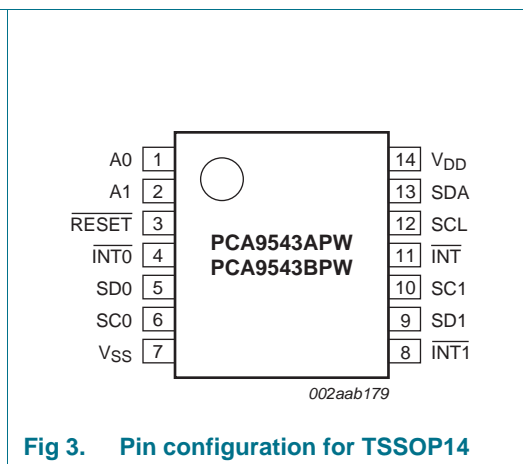 A0 1
A1 2
RESET 3
INT0 4
SD0 5
SC0 6
VSS 7
PCA9543APW
PCA9543BPW
14 VDD
13 SDA
12 SCL
11 INT
10 SC1
9 SD1
8 INT1
002aab179
Fig 3. Pin configuration for TSSOP14